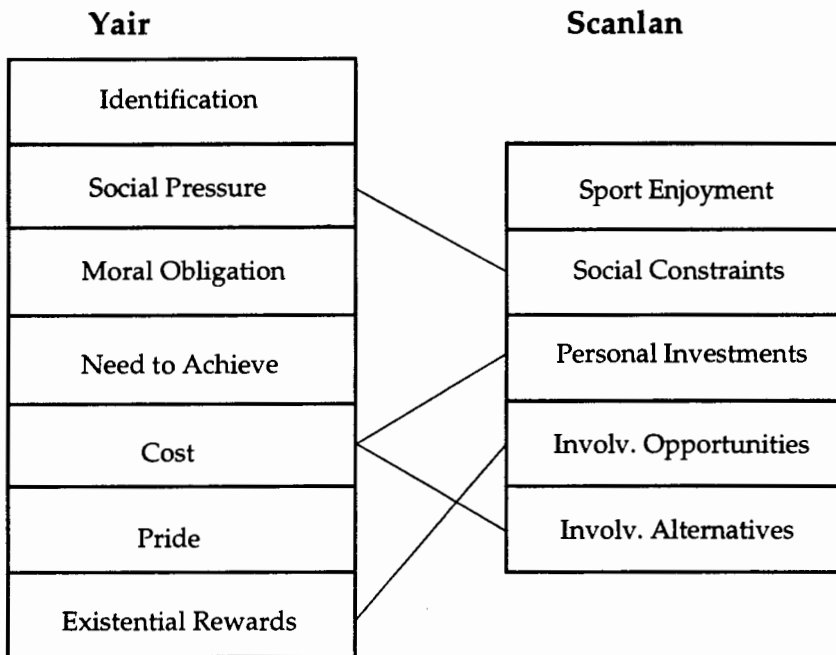 Yair
Scanlan
Identification
Social Pressure
Moral Obligation
Need to Achieve
Cost
Pride
Existential Rewards
Sport Enjoyment
Social Constraints
Personal Investments
Involv. Opportunities
Involv. Alternatives